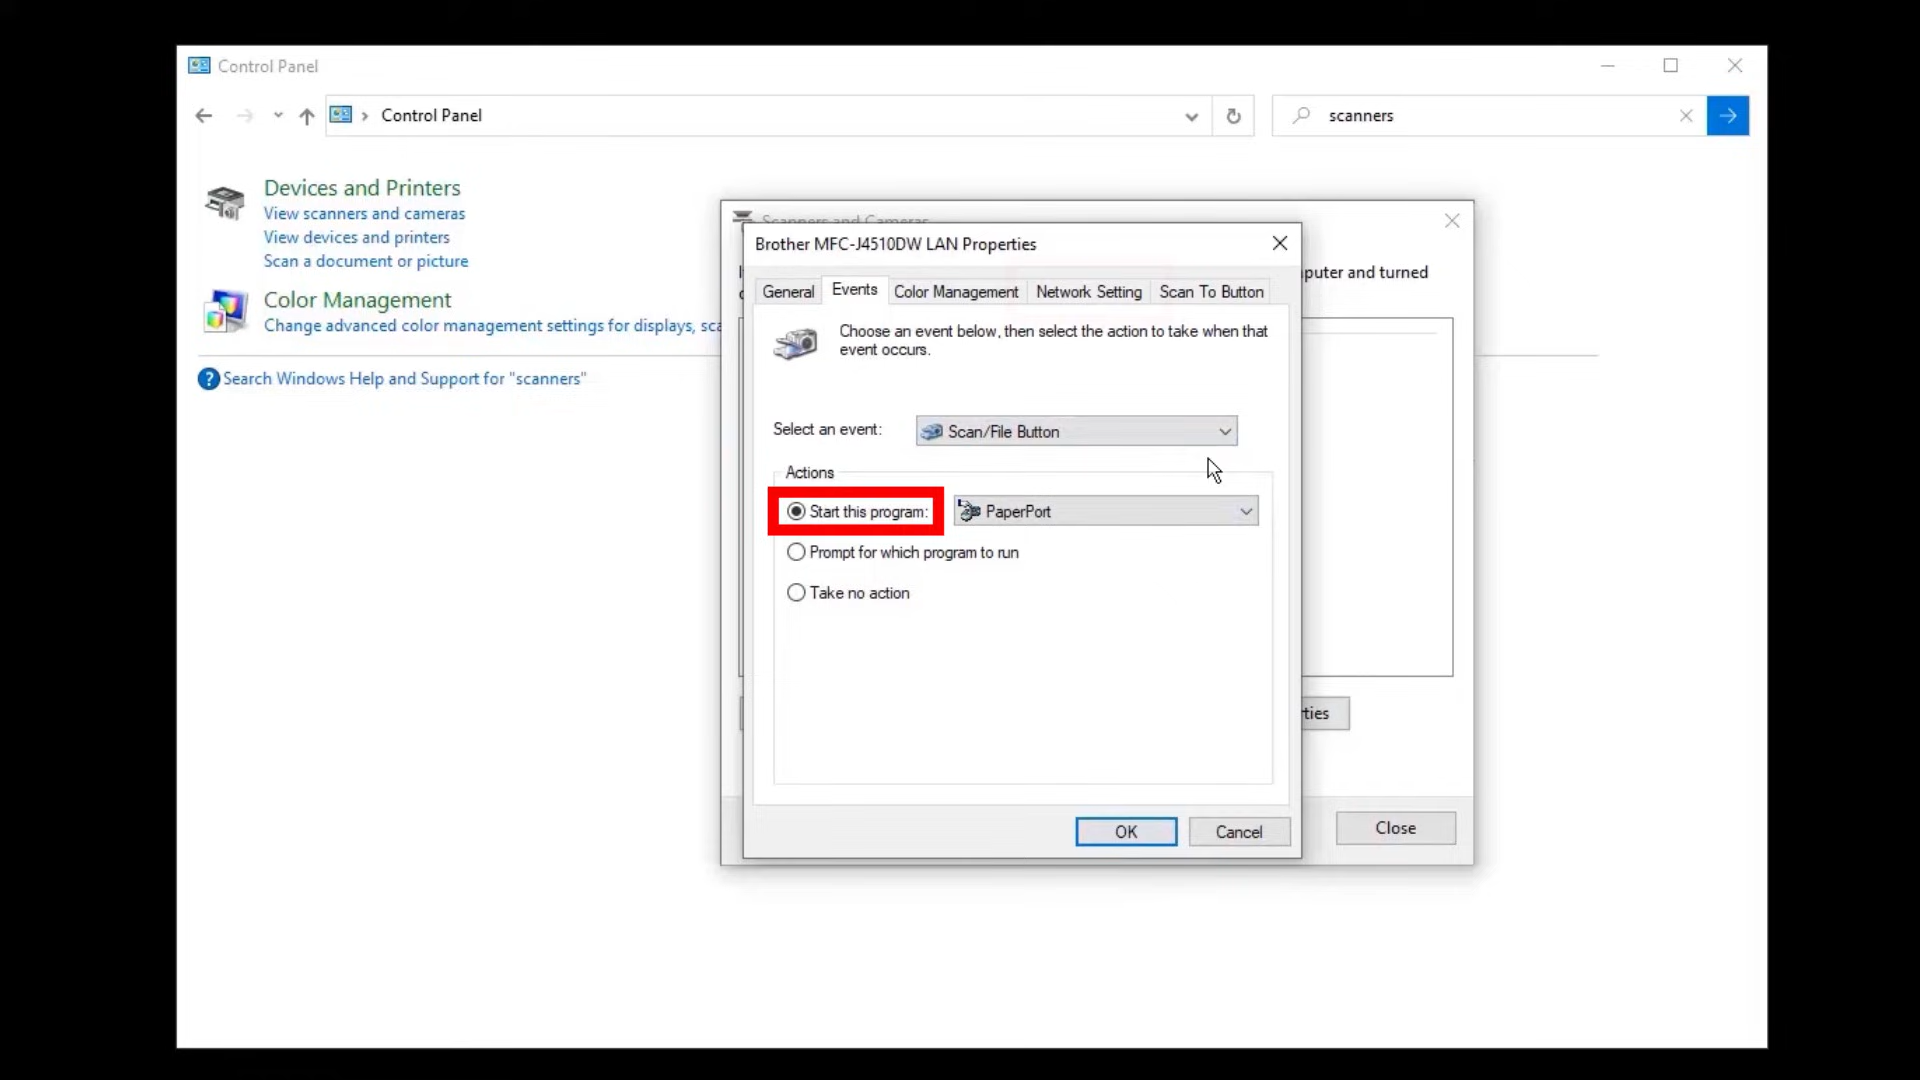 Control Panel
Control Panel
scanners
Devices and Printers
View scanners and cameras
View devices and printers
Scan a document or picture
Color Management
Change advanced color management settings for displays, sca
Search Windows Help and Support for "scanners"
Scanners and Cameras
puter and turned
Brother MFC-J4510DW LAN Properties
General
Events
Color Management
Network Setting
Scan To Button
Choose an event below, then select the action to take when that
event occurs.
Select an event:
Scan/File Button
Actions
Start this program:
PaperPort
Prompt for which program to run
Take no action
OK
Cancel
rties
Close